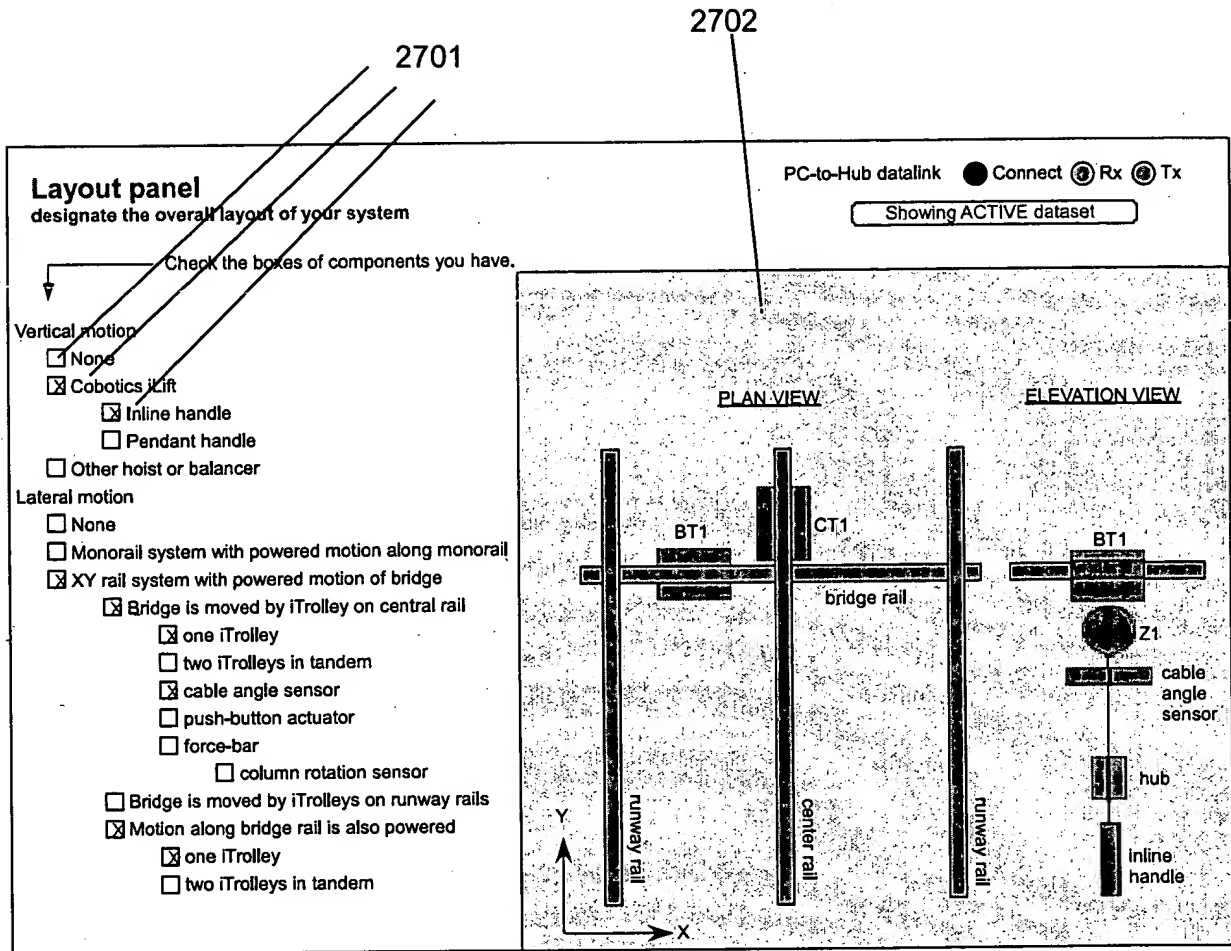 2702
2701
Layout panel
designate the overall layout of your system
PC-to-Hub datalink Connect Rx Tx
Showing ACTIVE dataset
Check the boxes of components you have.
Vertical motion
None
Cobotics iLift
Inline handle
Pendant handle
Other hoist or balancer
Lateral motion
None
Monorail system with powered motion along monorail
XY rail system with powered motion of bridge
Bridge is moved by iTrolley on central rail
one iTrolley
two iTrolleys in tandem
cable angle sensor
push-button actuator
force-bar
column rotation sensor
Bridge is moved by iTrolleys on runway rails
Motion along bridge rail is also powered
one iTrolley
two iTrolleys in tandem
PLAN VIEW
BT1
CT1
bridge rail
runway rail
center rail
runway rail
Y
X
ELEVATION VIEW
BT1
Z1
cable
angle
sensor
hub
inline
handle